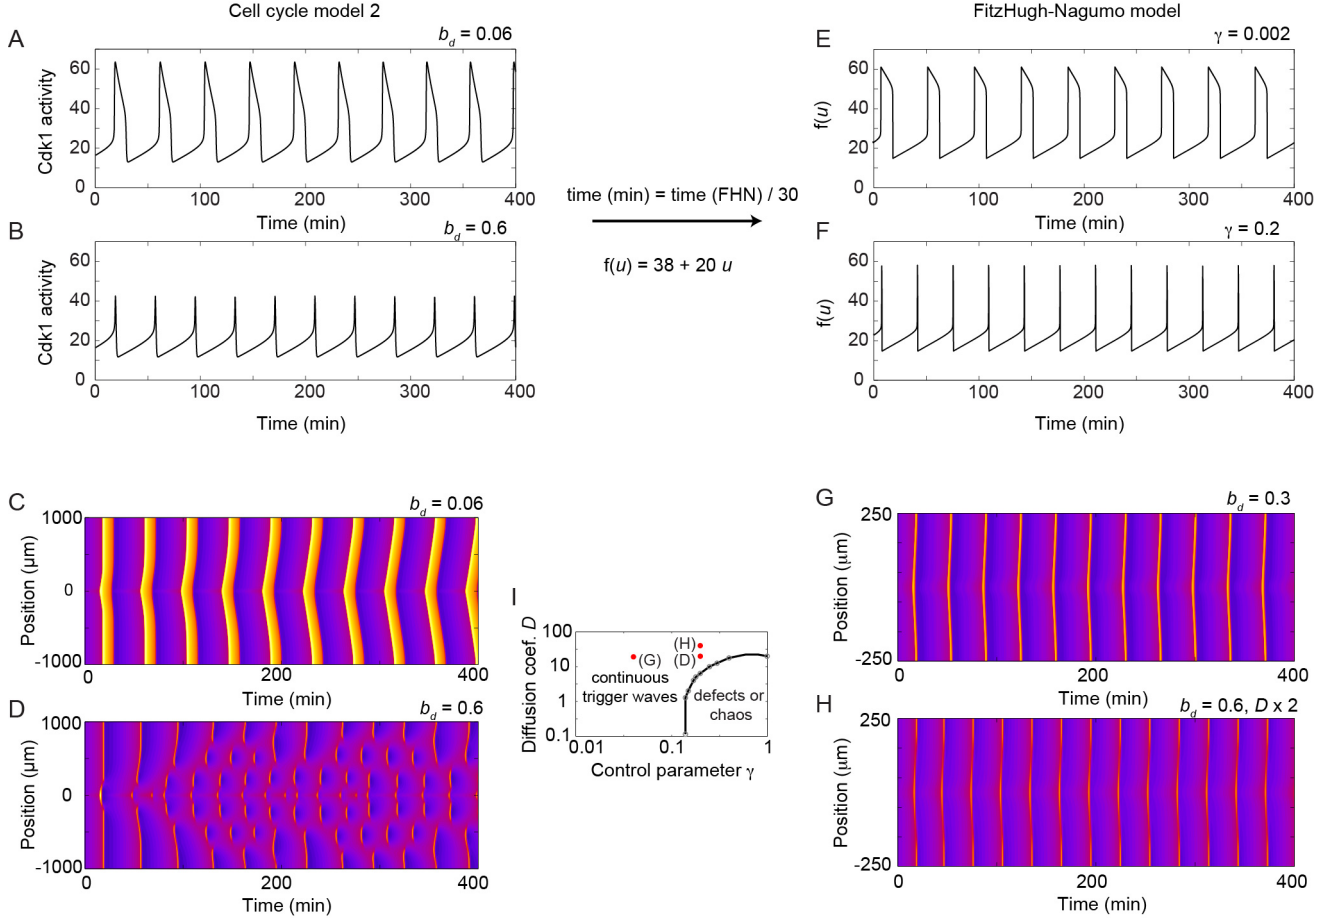 Cell cycle model 2
FitzHugh-Nagumo model
A
b_d = 0.06
Cdk1 activity
60
40
20
0
0 100 200 300 400
Time (min)
B
b_d = 0.6
Cdk1 activity
60
40
20
0
0 100 200 300 400
Time (min)
time (min) = time (FHN) / 30
f(u) = 38 + 20 u
E
γ = 0.002
f(u)
60
40
20
0
0 100 200 300 400
Time (min)
F
γ = 0.2
f(u)
60
40
20
0
0 100 200 300 400
Time (min)
C
b_d = 0.06
Position (μm)
1000
0
-1000
0 200 400
Time (min)
D
b_d = 0.6
Position (μm)
1000
0
-1000
0 200 400
Time (min)
I
Diffusion coef. D
100
10
1
0.1
(H)
(G)
(D)
continuous
trigger waves
defects or
chaos
0.01 0.1 1
Control parameter γ
G
b_d = 0.3
Position (μm)
250
0
-250
0 200 400
Time (min)
H
b_d = 0.6, D x 2
Position (μm)
250
0
-250
0 200 400
Time (min)